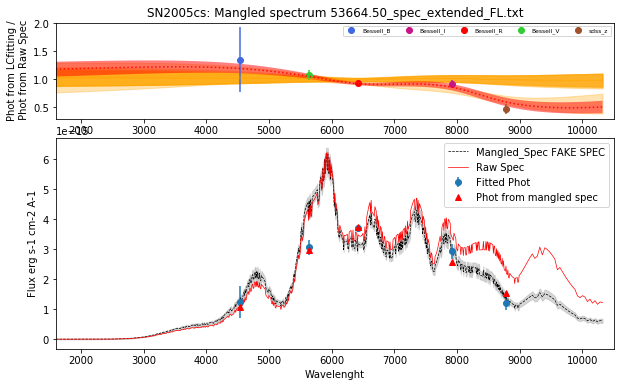 SN2005cs: Mangled spectrum 53664.50_spec_extended_FL.txt
Phot from LCfitting /
Phot from Raw Spec
2.0
1.5
1.0
0.5
Bessell_B
Bessell_I
Bessell_R
Bessell_V
sdss_z
2000 3000 4000 5000 6000 7000 8000 9000 10000
Flux erg s-1 cm-2 A-1
6
5
4
3
2
1
0
Mangled_Spec FAKE SPEC
Raw Spec
Fitted Phot
Phot from mangled spec
2000 3000 4000 5000 6000 7000 8000 9000 10000
Wavelenght